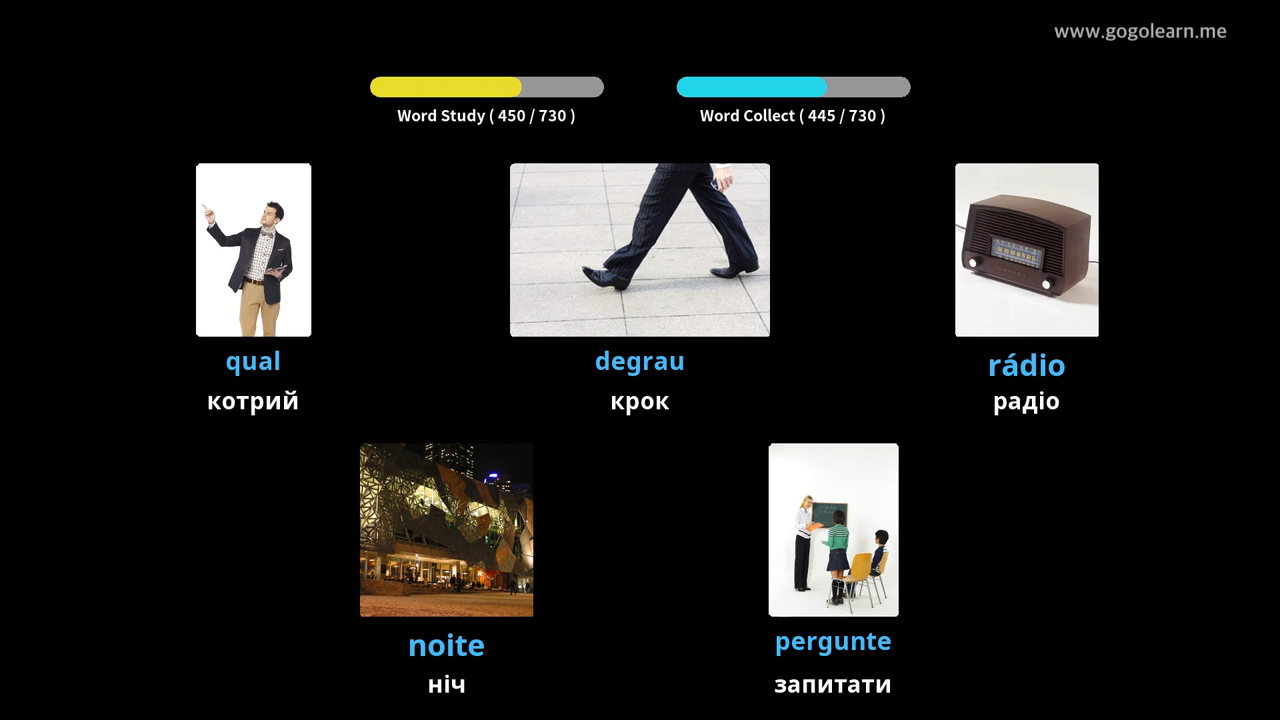 www.gogolearn.me
Word Study ( 450 / 730 )
Word Collect ( 445 / 730 )
qual
котрий
degrau
крок
rádio
радіо
noite
ніч
pergunte
запитати